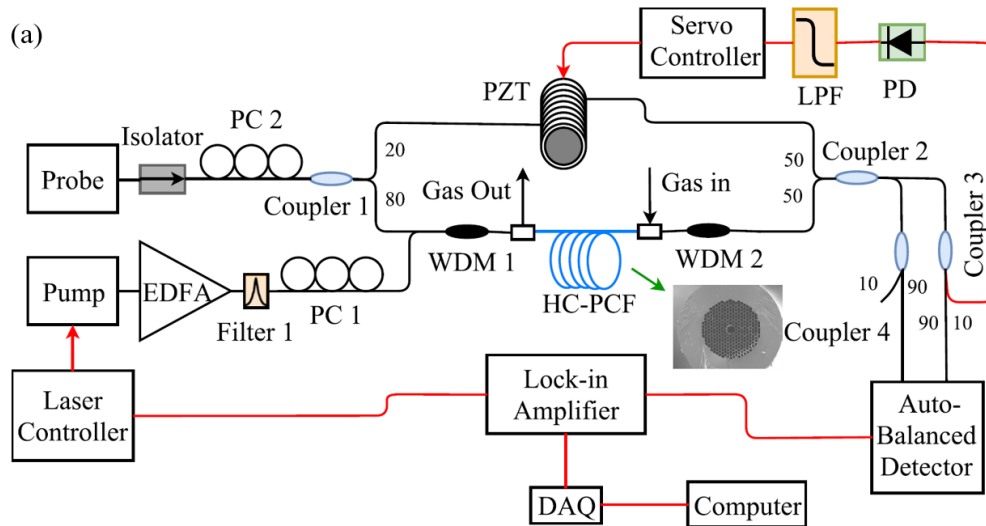 (a)
Servo
Controller
LPF
PD
PZT
PC 2
Isolator
Probe
Coupler 1
20
80
50
50
Coupler 2
Coupler 3
Gas Out
Gas in
WDM 1
WDM 2
HC-PCF
Pump
EDFA
Filter 1
PC 1
10
90
Coupler 4
90
10
Laser
Controller
Lock-in
Amplifier
Auto-
Balanced
Detector
DAQ
Computer